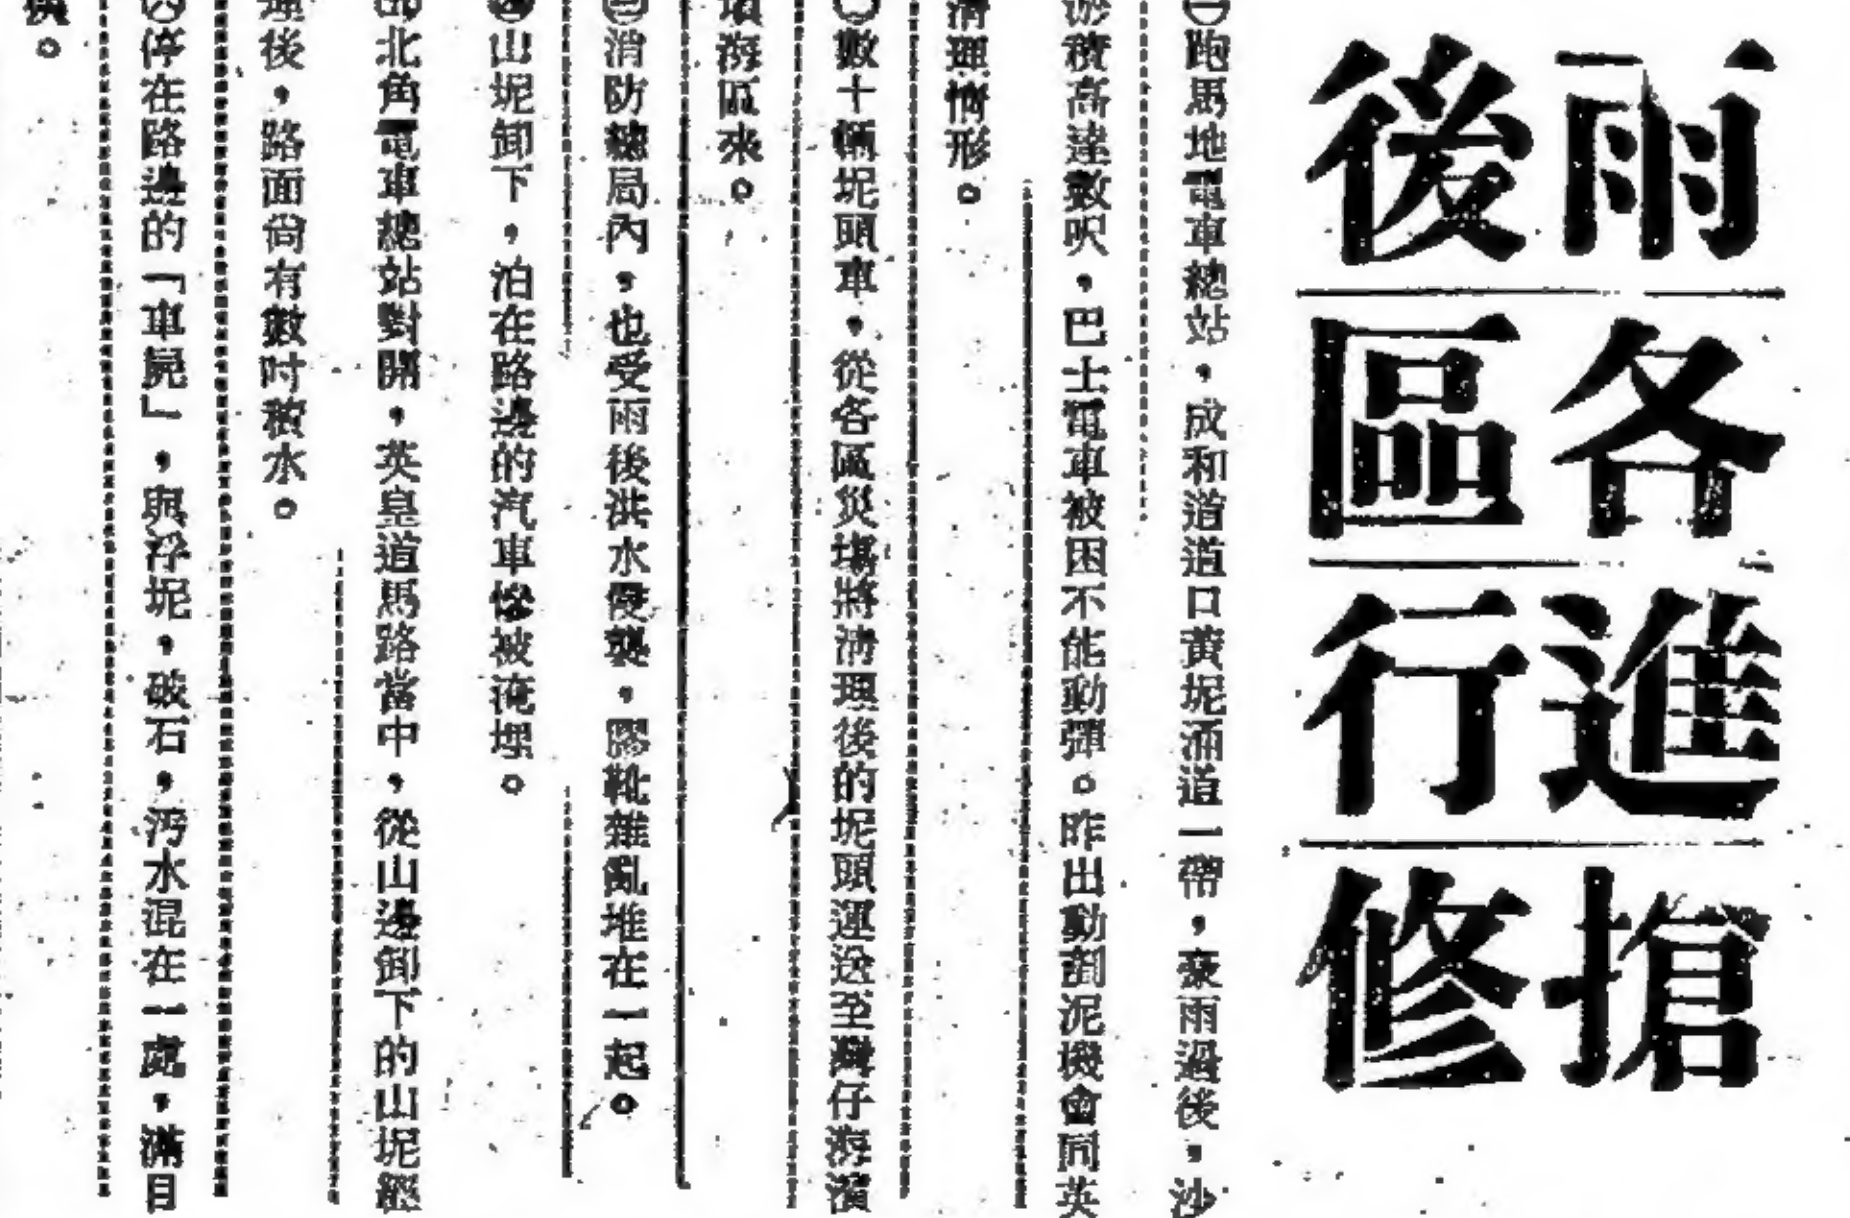 雨後
各區
進行
搶修
㊀跑馬地電車總站，成和道道口黃坭涌道一帶，豪雨過後，沙
淤積高達數呎，巴士電車被困不能動彈。昨出動剷泥機會同英
清理情形。
數十輛坭頭車，從各區災塲將清理後的坭頭運送至灣仔海濱
填海區來。
㊂消防總局內，也受雨後洪水侵襲，膠靴雜亂堆在一起。
山坭卸下，泊在路邊的汽車慘被淹埋。
北角電車總站對開，英皇道馬路當中，從山邊卸下的山坭經
理後，路面尙有數吋積水。
停在路邊的「車屍」，與浮坭，破石，污水混在一處，滿目
。